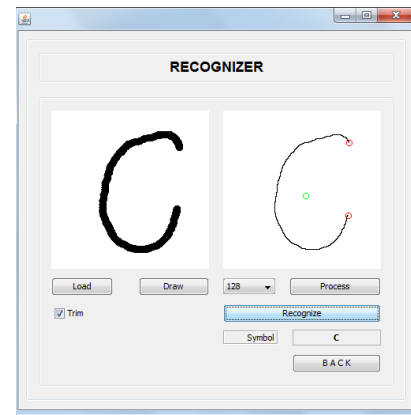 RECOGNIZER
C
Load Draw 128 Process
Trim Recognize
Symbol C
BACK